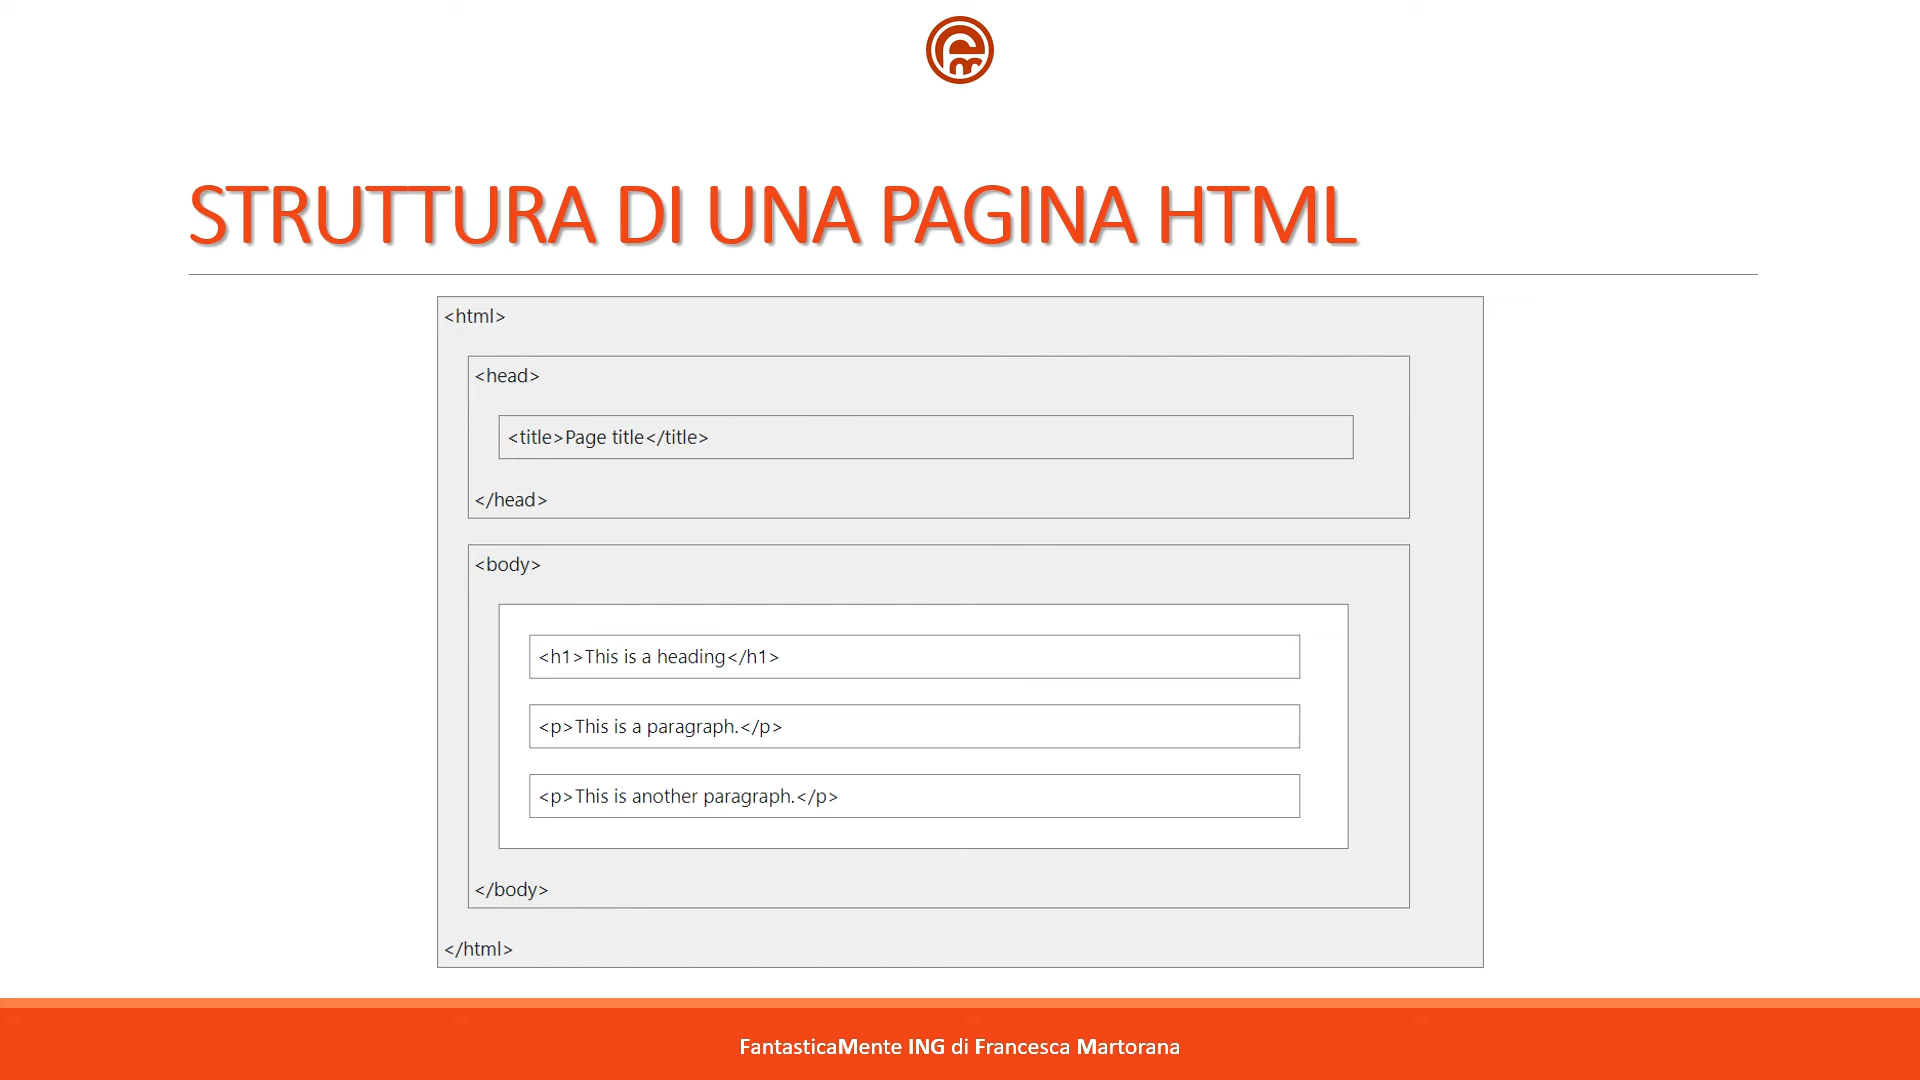 STRUTTURA DI UNA PAGINA HTML
<html>
<head>
<title>Page title</title>
</head>
<body>
<h1>This is a heading</h1>
<p>This is a paragraph.</p>
<p>This is another paragraph.</p>
</body>
</html>
FantasticaMente ING di Francesca Martorana